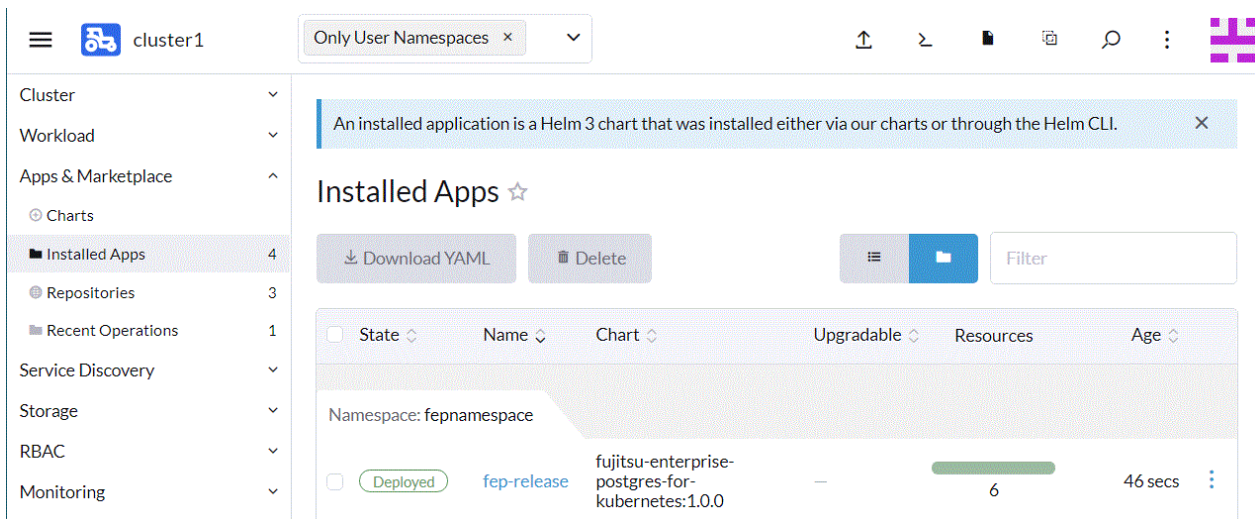 cluster1
Only User Namespaces ×
Cluster
Workload
Apps & Marketplace
Charts
Installed Apps 4
Repositories 3
Recent Operations 1
Service Discovery
Storage
RBAC
Monitoring
An installed application is a Helm 3 chart that was installed either via our charts or through the Helm CLI.
Installed Apps
Download YAML
Delete
Filter
State Name Chart Upgradable Resources Age
Namespace: fepnamespace
Deployed
fep-release
fujitsu-enterprise-
postgres-for-
kubernetes:1.0.0
—
6
46 secs